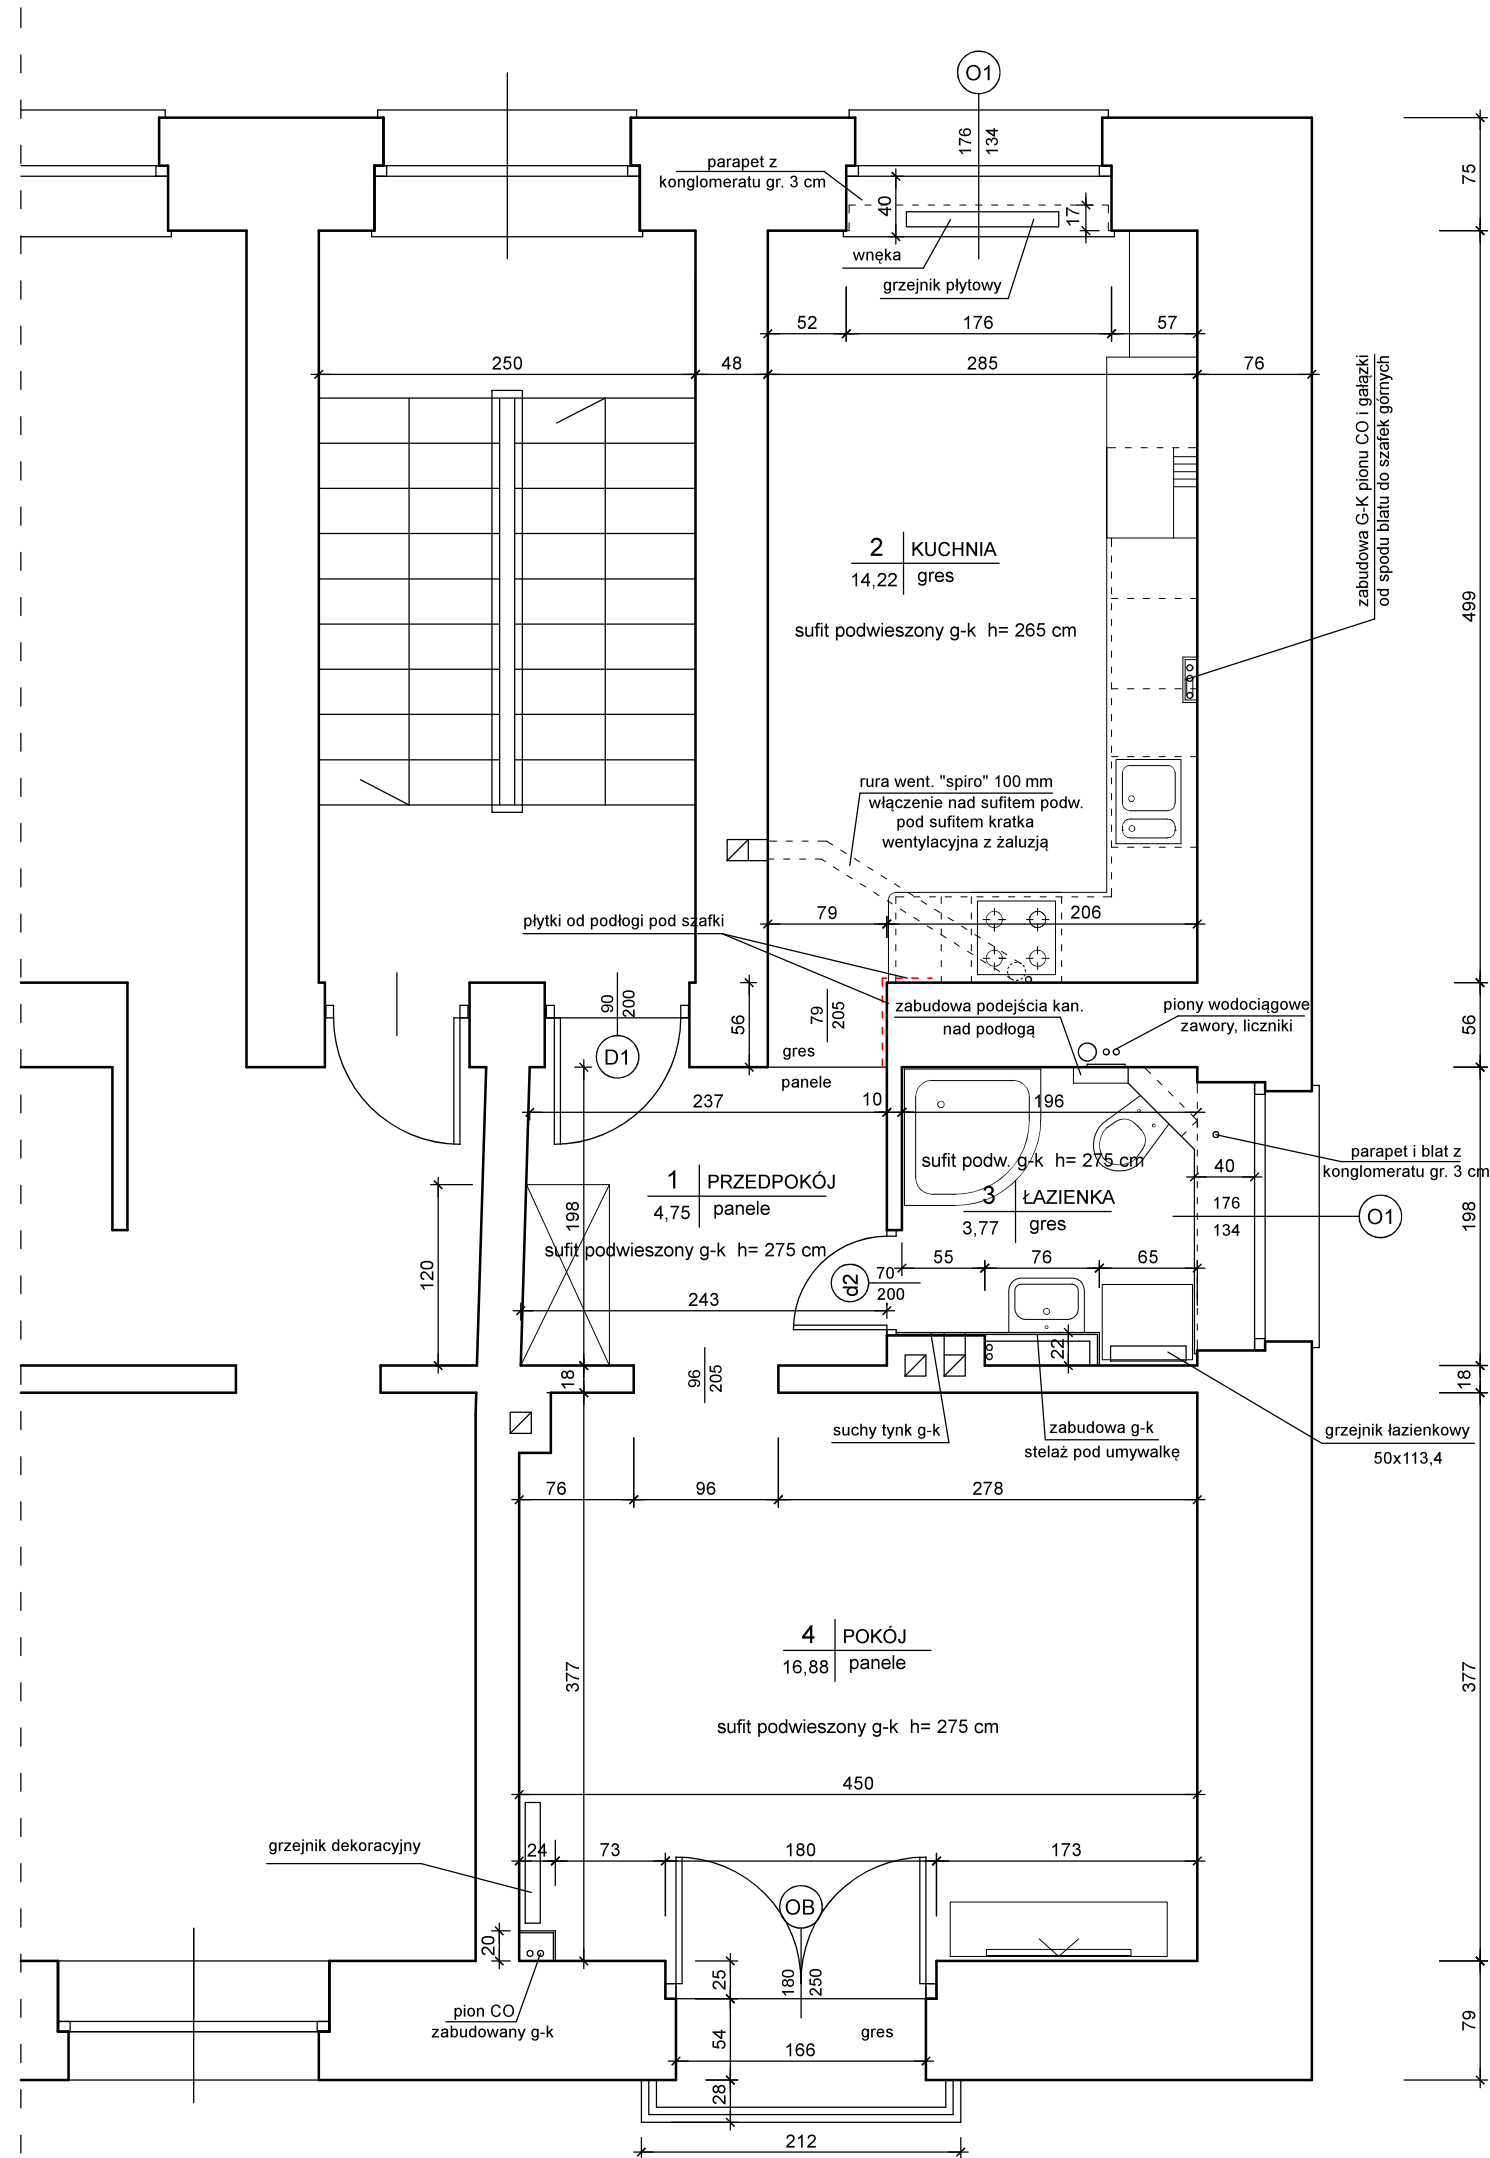 O1
176
134
75
parapet z
konglomeratu gr. 3 cm
40
17
wnęka
grzejnik płytowy
52
176
57
250
48
285
76
zabudowa G-K pionu CO i gałązki
od spodu blatu do szafek górnych
2
KUCHNIA
14,22
gres
sufit podwieszony g-k h= 265 cm
499
rura went. "spiro" 100 mm
włączenie nad sufitem podw.
pod sufitem kratka
wentylacyjna z żaluzją
79
206
płytki od podłogi pod szafki
90
200
D1
56
79
205
gres
panele
zabudowa podejścia kan.
nad podłogą
piony wodociągowe
zawory, liczniki
56
237
10
196
sufit podw. g-k h= 275 cm
3
ŁAZIENKA
3,77
gres
parapet i blat z
konglomeratu gr. 3 cm
40
176
134
O1
198
1
PRZEDPOKÓJ
4,75
panele
198
sufit podwieszony g-k h= 275 cm
120
55
76
65
d2
70
200
243
22
18
96
205
18
suchy tynk g-k
zabudowa g-k
stelaż pod umywalkę
grzejnik łazienkowy
50x113,4
76
96
278
4
POKÓJ
16,88
panele
377
377
sufit podwieszony g-k h= 275 cm
450
grzejnik dekoracyjny
24
73
180
173
OB
20
25
180
250
pion CO
zabudowany g-k
54
gres
79
166
28
212